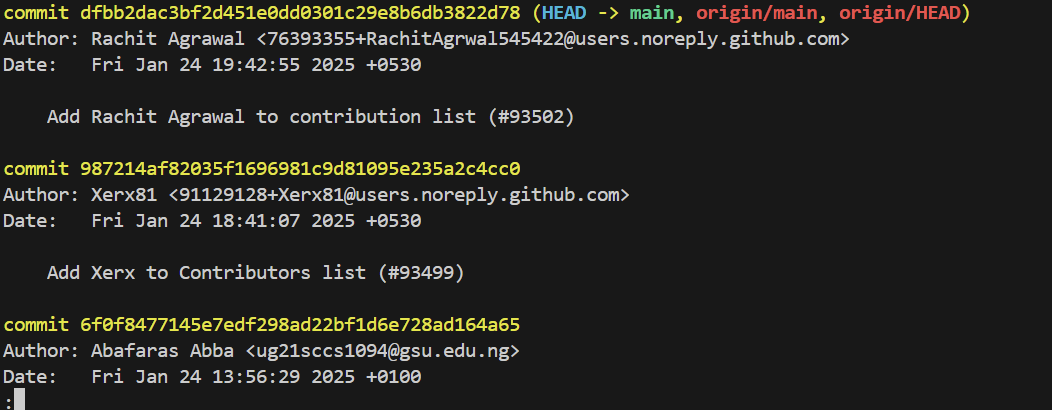 commit dfbb2dac3bf2d451e0dd0301c29e8b6db3822d78 (HEAD -> main, origin/main, origin/HEAD)
Author: Rachit Agrawal <76393355+RachitAgrwal545422@users.noreply.github.com>
Date:   Fri Jan 24 19:42:55 2025 +0530
Add Rachit Agrawal to contribution list (#93502)
commit 987214af82035f1696981c9d81095e235a2c4cc0
Author: Xerx81 <91129128+Xerx81@users.noreply.github.com>
Date:   Fri Jan 24 18:41:07 2025 +0530
Add Xerx to Contributors list (#93499)
commit 6f0f8477145e7edf298ad22bf1d6e728ad164a65
Author: Abafaras Abba <ug21sccs1094@gsu.edu.ng>
Date:   Fri Jan 24 13:56:29 2025 +0100
: